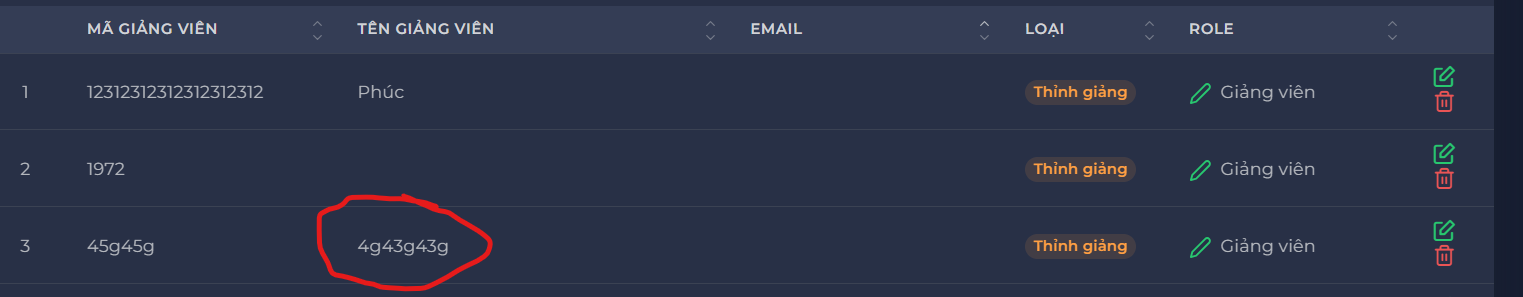 MÃ GIẢNG VIÊN TÊN GIẢNG VIÊN EMAIL LOẠI ROLE
1 12312312312312312312 Phúc Thỉnh giảng Giảng viên
2 1972 Thỉnh giảng Giảng viên
3 45g45g 4g43g43g Thỉnh giảng Giảng viên